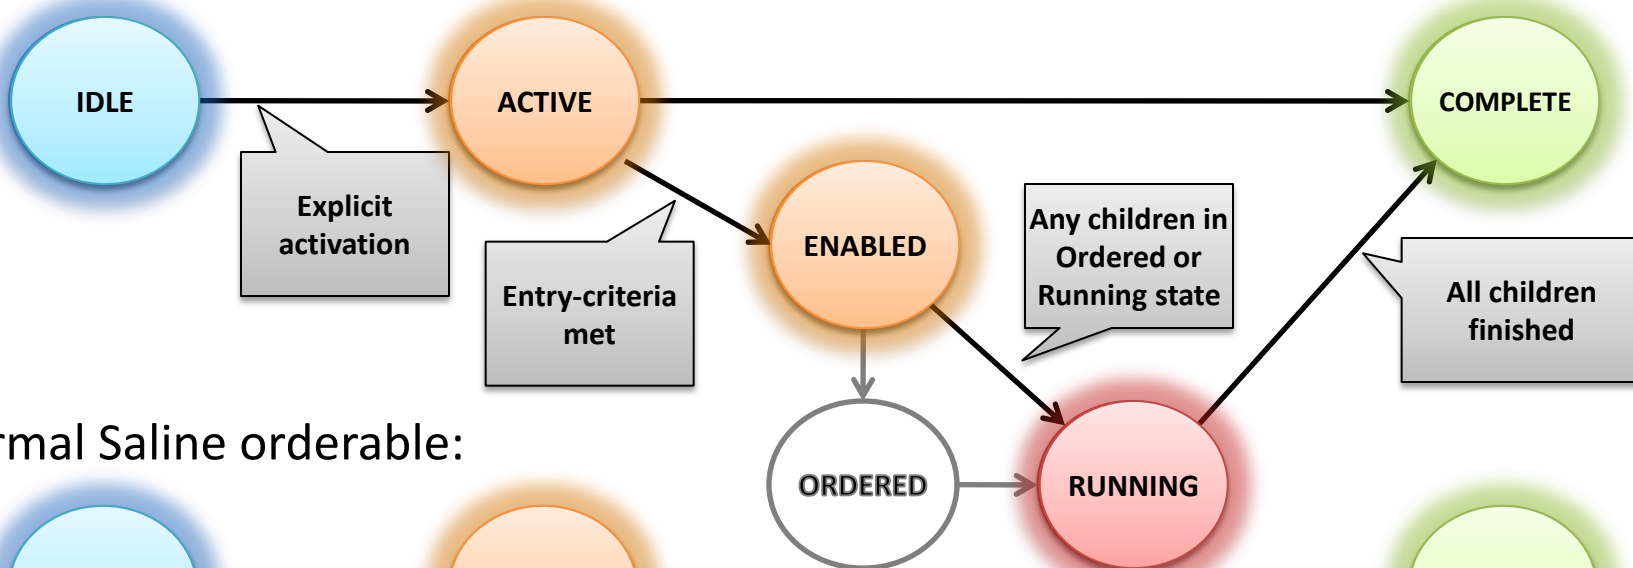 IDLE
ACTIVE
COMPLETE
Explicit
activation
Entry-criteria
met
ENABLED
Any children in
Ordered or
Running state
All children
finished
rmal Saline orderable:
ORDERED
RUNNING